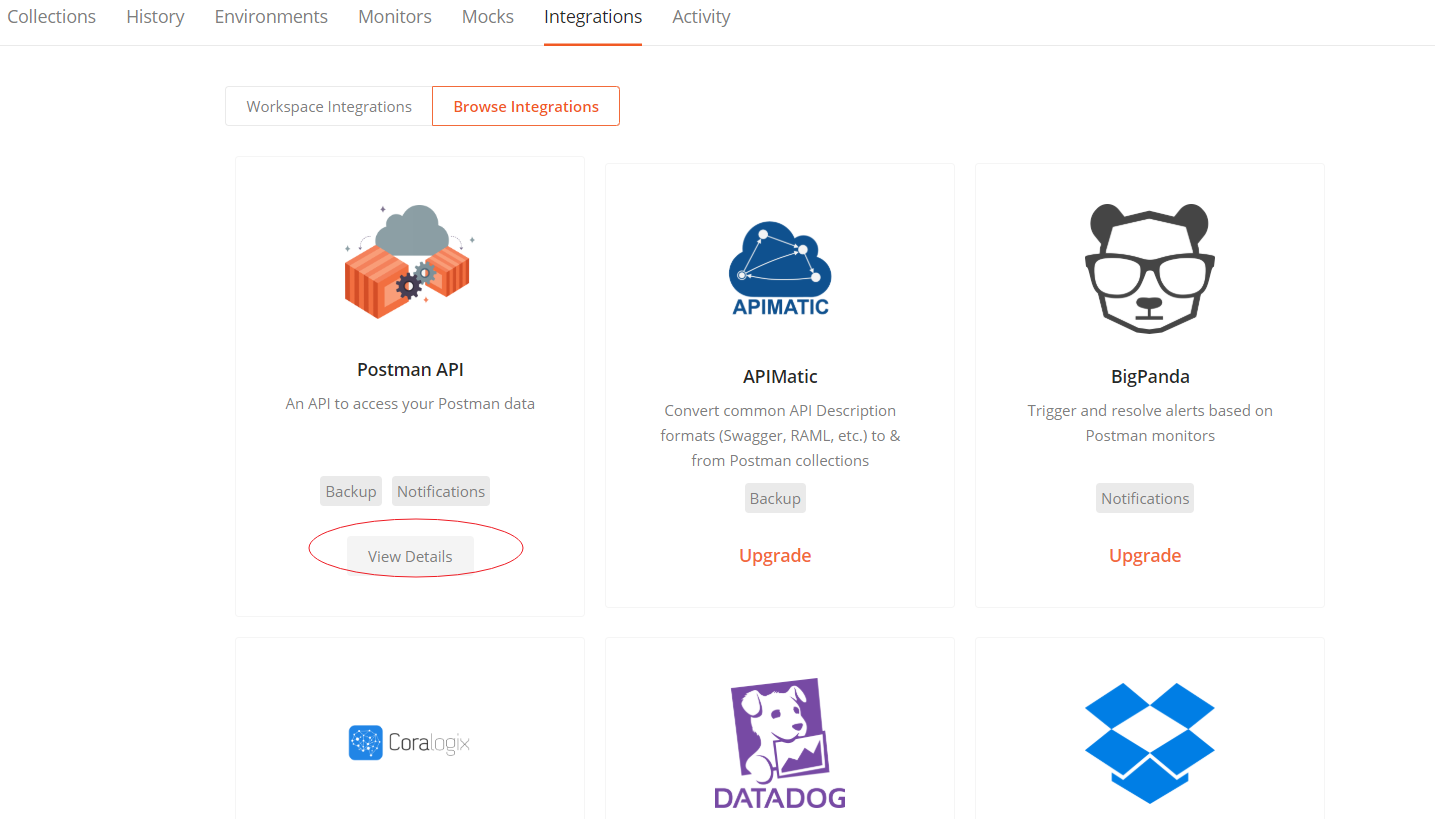 Collections History Environments Monitors Mocks Integrations Activity
Workspace Integrations Browse Integrations
Postman API
An API to access your Postman data
Backup Notifications
View Details
APIMATIC
APIMatic
Convert common API Description
formats (Swagger, RAML, etc.) to &
from Postman collections
Backup
Upgrade
BigPanda
Trigger and resolve alerts based on
Postman monitors
Notifications
Upgrade
Coralogix
DATADOG